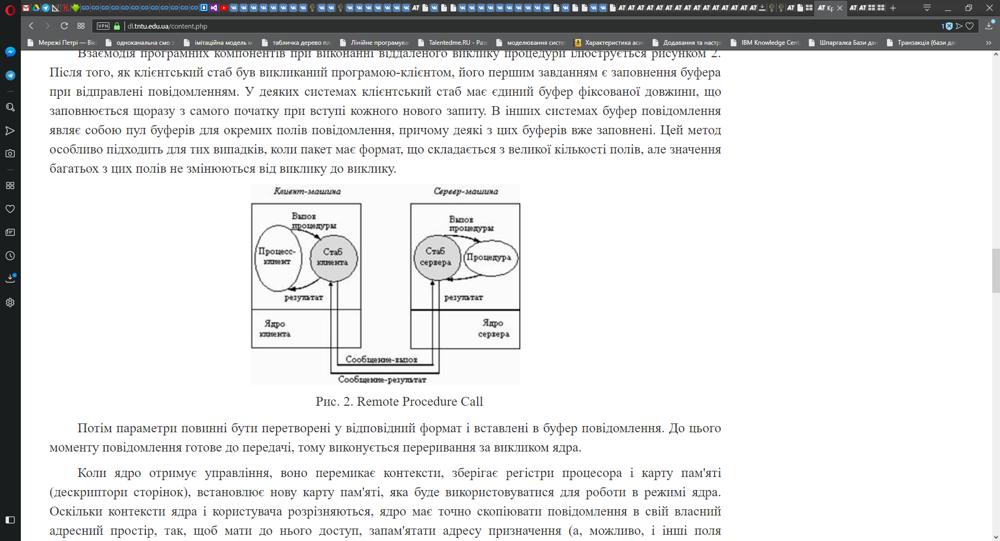 Кр
VPN
dl.tntu.edu.ua/content.php
1
Мережі Петрі — Вікі
одноканальна смо з
імітаційна модель м
табличка дерево пл
Лінійне програмува
Talentedme.RU - Разв
моделювання систе
Характеристика аси
Додавання та настро
IBM Knowledge Cent
Шпаргалка Бази дан
Транзакція (бази да
Взаємодія програмних компонентів при виконанні віддаленого виклику процедури ілюструється рисунком 2.
Після того, як клієнтський стаб був викликаний програмою-клієнтом, його першим завданням є заповнення буфера
при відправлені повідомленням. У деяких системах клієнтський стаб має єдиний буфер фіксованої довжини, що
заповнюється щоразу з самого початку при вступі кожного нового запиту. В інших системах буфер повідомлення
являє собою пул буферів для окремих полів повідомлення, причому деякі з цих буферів вже заповнені. Цей метод
особливо підходить для тих випадків, коли пакет має формат, що складається з великої кількості полів, але значення
багатьох з цих полів не змінюються від виклику до виклику.
Клиент-машина
Сервер-машина
Вызов
процедуры
Вызов
процедуры
Процесс-
клиент
Стаб
клиента
Стаб
сервера
Процедура
результат
результат
Ядро
клиента
Ядро
сервера
Сообщение-вызов
Сообщение-результат
Рис. 2. Remote Procedure Call
Потім параметри повинні бути перетворені у відповідний формат і вставлені в буфер повідомлення. До цього
моменту повідомлення готове до передачі, тому виконується переривання за викликом ядра.
Коли ядро отримує управління, воно перемикає контексти, зберігає регістри процесора і карту пам'яті
(дескриптори сторінок), встановлює нову карту пам'яті, яка буде використовуватися для роботи в режимі ядра.
Оскільки контексти ядра і користувача розрізняються, ядро має точно скопіювати повідомлення в свій власний
адресний простір, так, щоб мати до нього доступ, запам'ятати адресу призначення (а, можливо, і інші поля